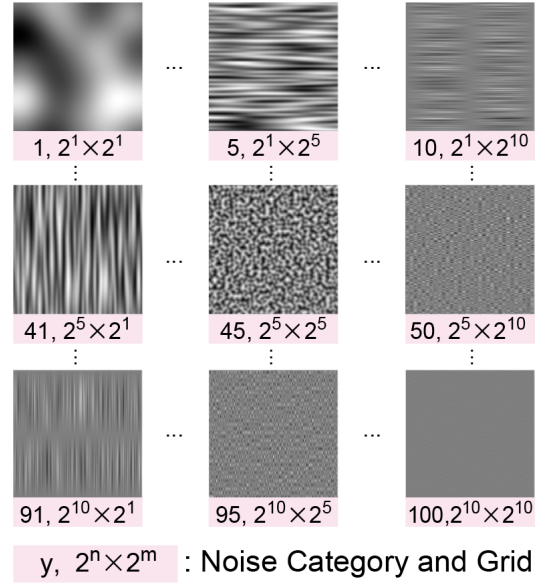 ... ...
1, 2¹×2¹ 5, 2¹×2⁵ 10, 2¹×2¹⁰
⋮ ⋮ ⋮
... ...
41, 2⁵×2¹ 45, 2⁵×2⁵ 50, 2⁵×2¹⁰
⋮ ⋮ ⋮
... ...
91, 2¹⁰×2¹ 95, 2¹⁰×2⁵ 100,2¹⁰×2¹⁰
y, 2ⁿ×2ᵐ : Noise Category and Grid